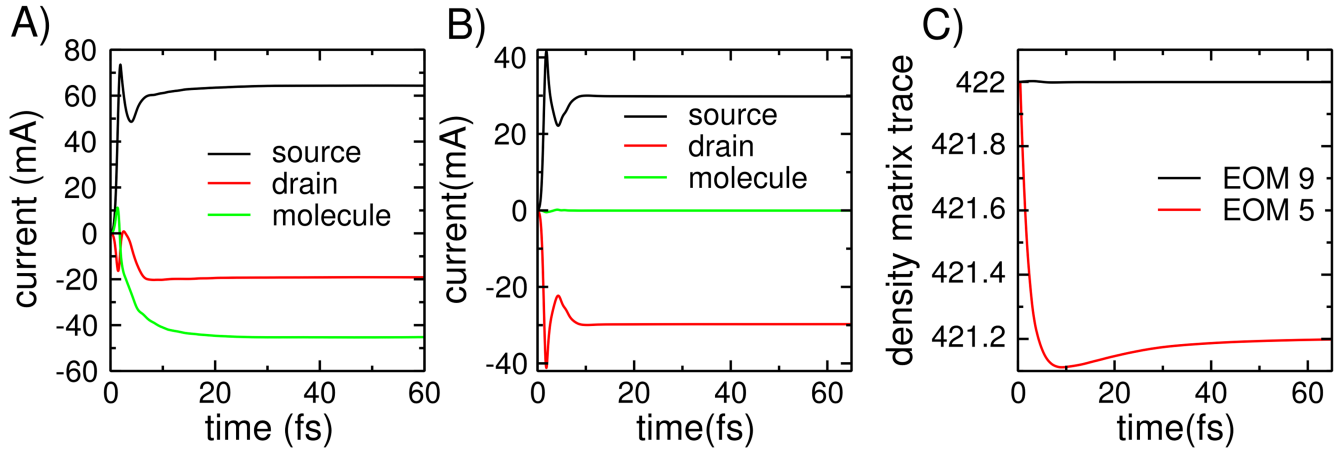 A)
current (mA)
80
60
40
20
0
-20
-40
-60
source
drain
molecule
0
20
40
60
time (fs)
B)
current(mA)
40
20
0
-20
-40
source
drain
molecule
0
20
40
60
time(fs)
C)
density matrix trace
422
421.8
421.6
421.4
421.2
EOM 9
EOM 5
0
20
40
60
time(fs)